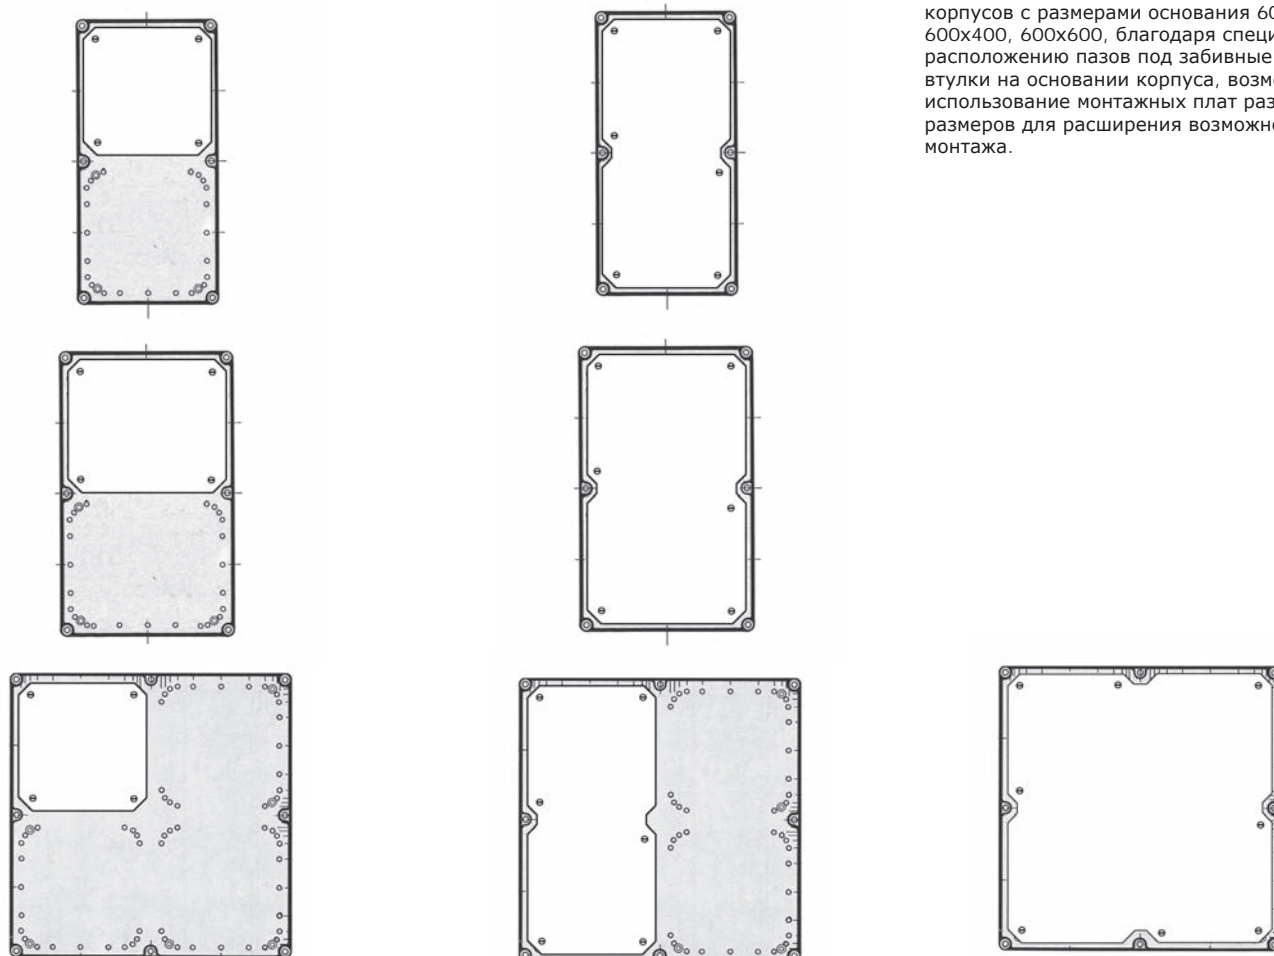 корпусов с размерами основания
600х400, 600х600, благодаря
расположению пазов под забивные
втулки на основании корпуса,
использование монтажных плат
размеров для расширения
монтажа.